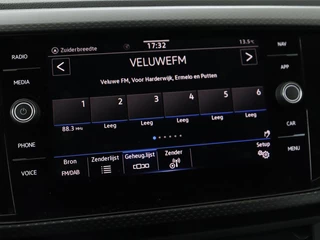 Zuiderbreedte 17:32 13.5°C
RADIO VELUWEFM NAV
MEDIA Veluwe FM, Voor Harderwijk, Ermelo en Putten APP
1 2 3 4 5 6
88.3 MHz Leeg Leeg Leeg Leeg Leeg
PHONE CAR
Bron Zenderlijst Geheug.lijst Zender Setup
FM/DAB
VOICE MENU